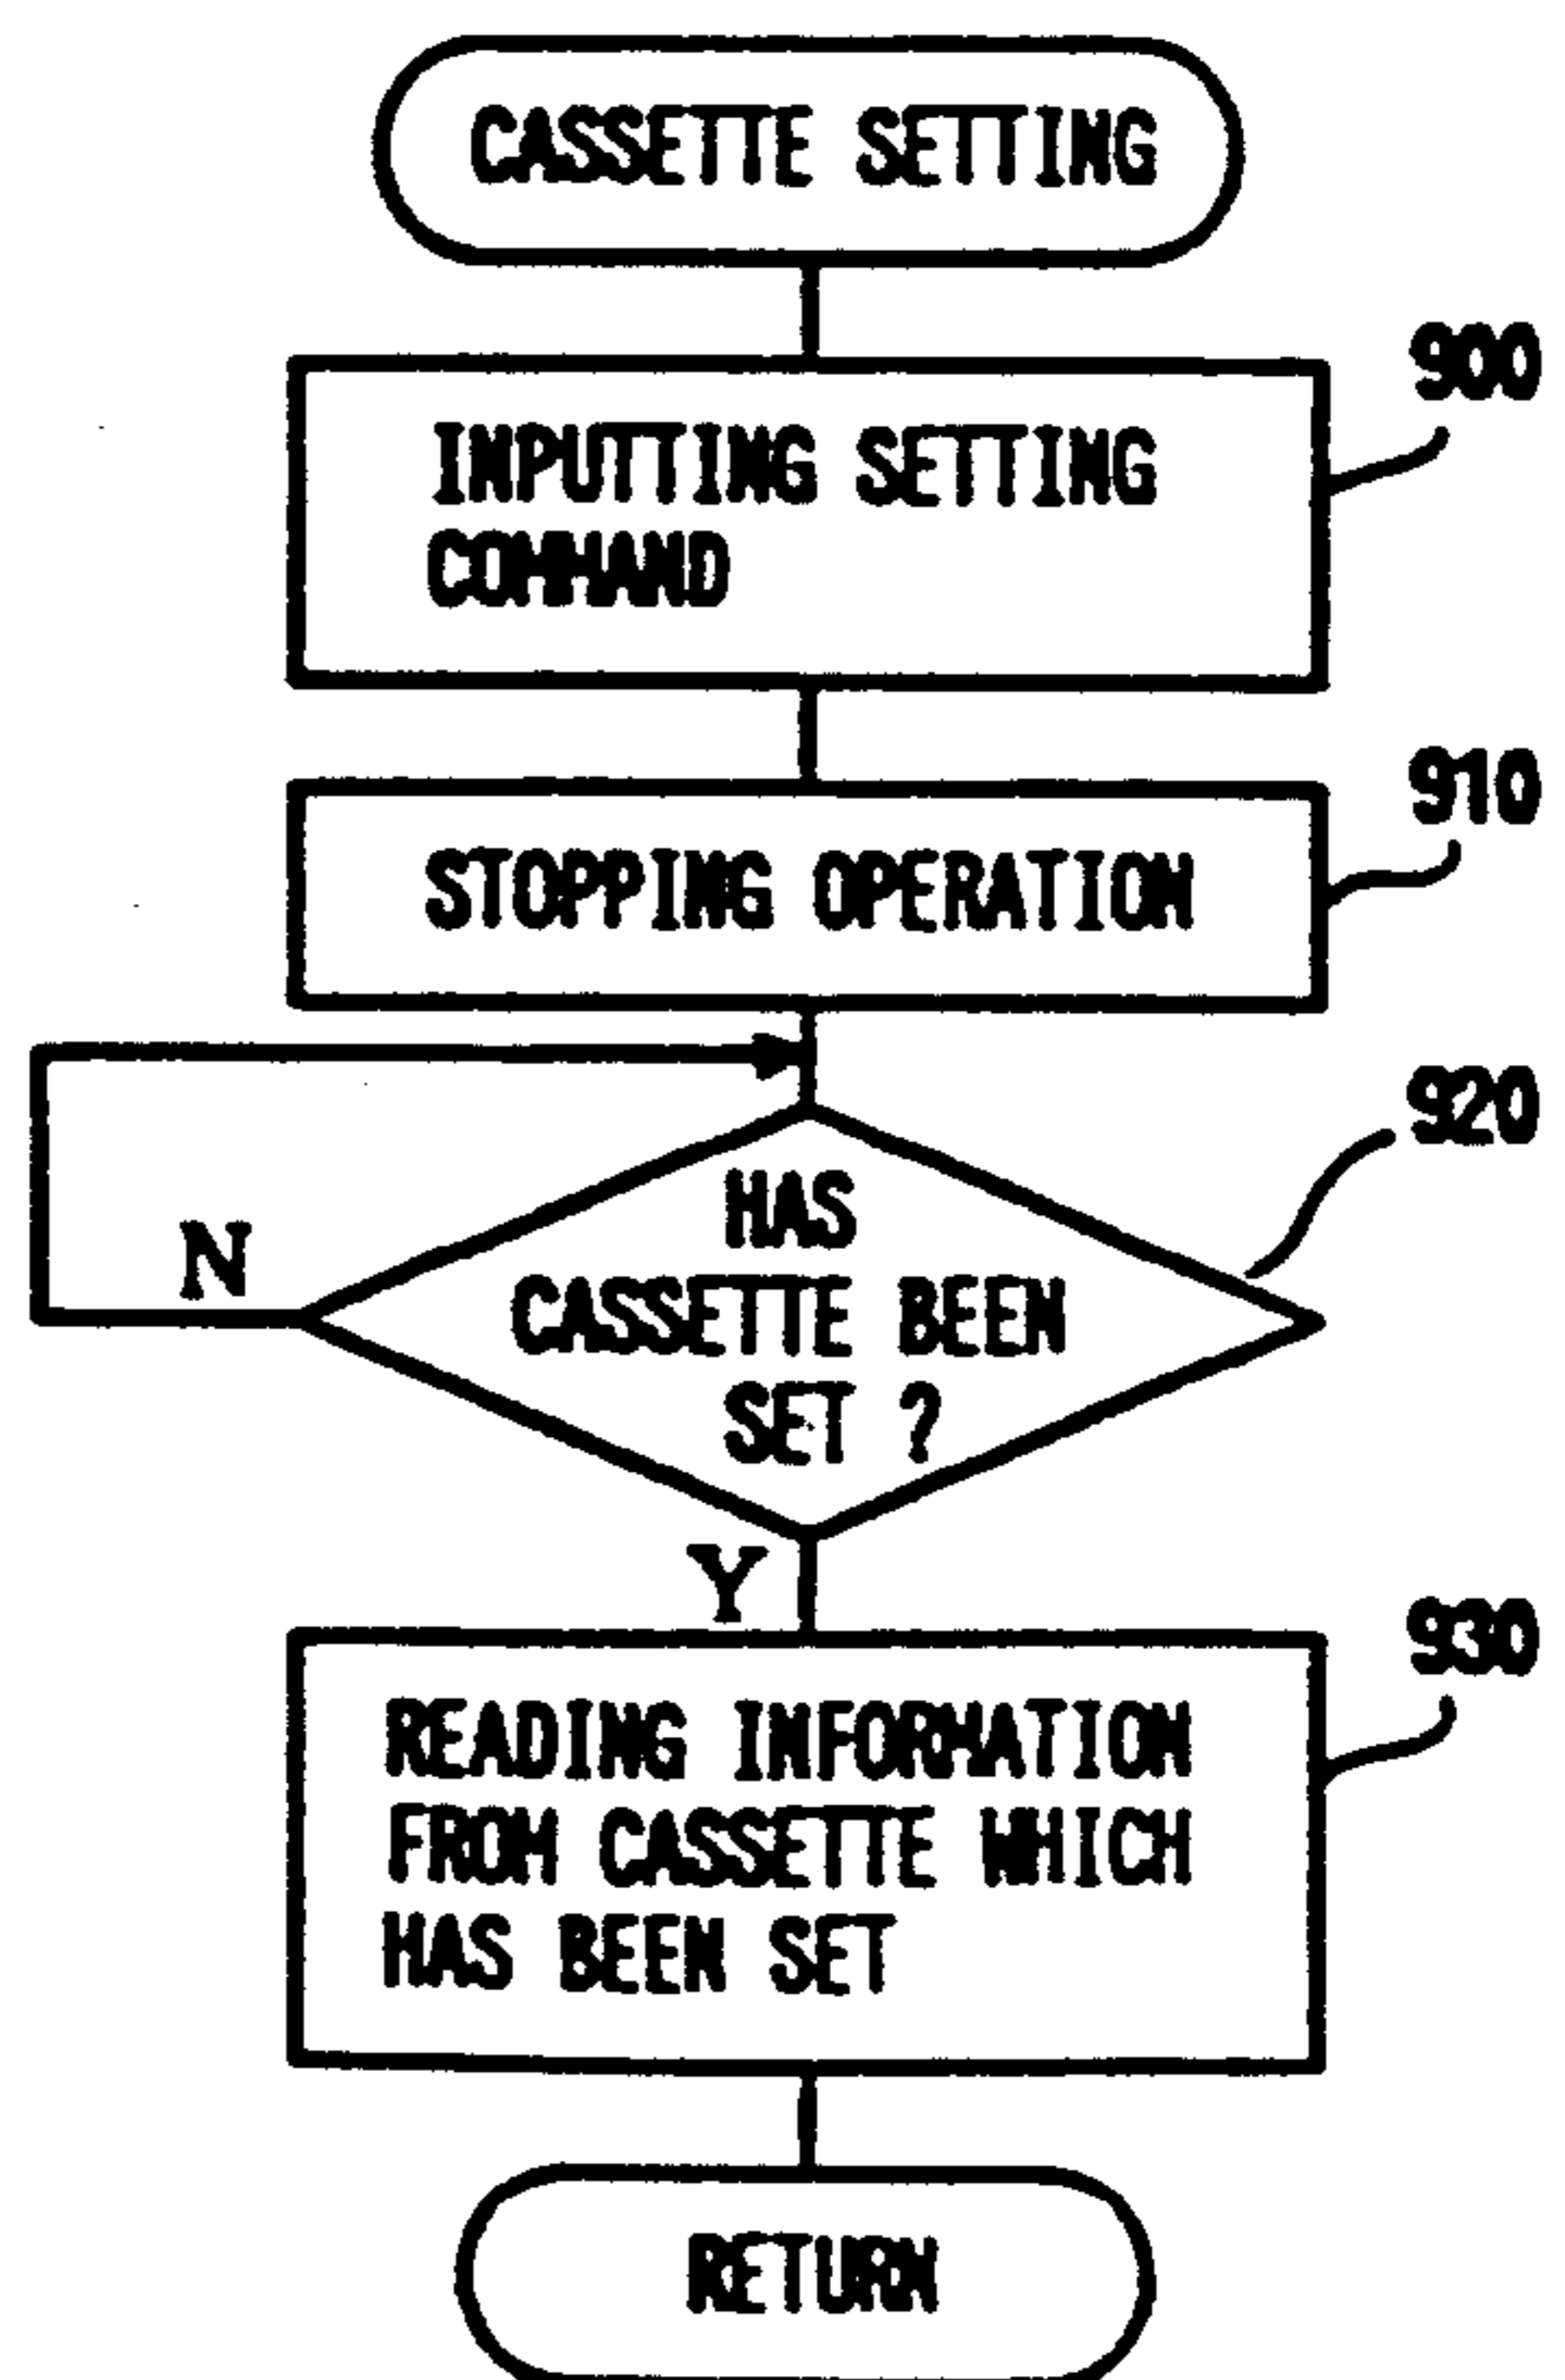 CASSETTE SETTING
900
INPUTTING SETTING
COMMAND
910
STOPPING OPERATION
920
HAS
CASSETTE BEEN
SET ?
N
Y
930
READING INFORMATION
FROM CASSETTE WHICH
HAS BEEN SET
RETURN